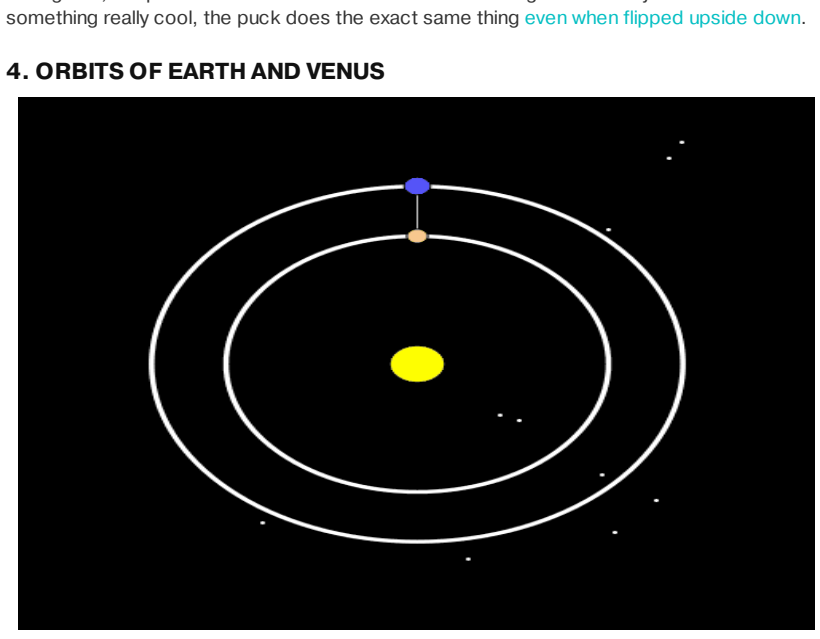 something really cool, the puck does the exact same thing even when flipped upside down.
4. ORBITS OF EARTH AND VENUS